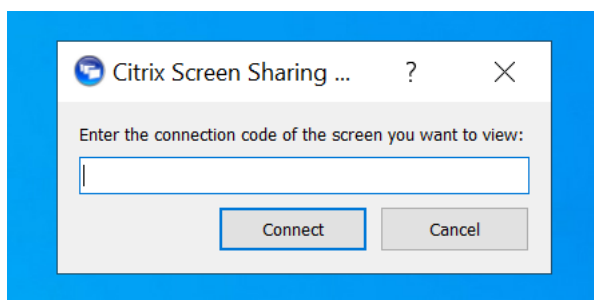 Citrix Screen Sharing ...
Enter the connection code of the screen you want to view:
Connect
Cancel